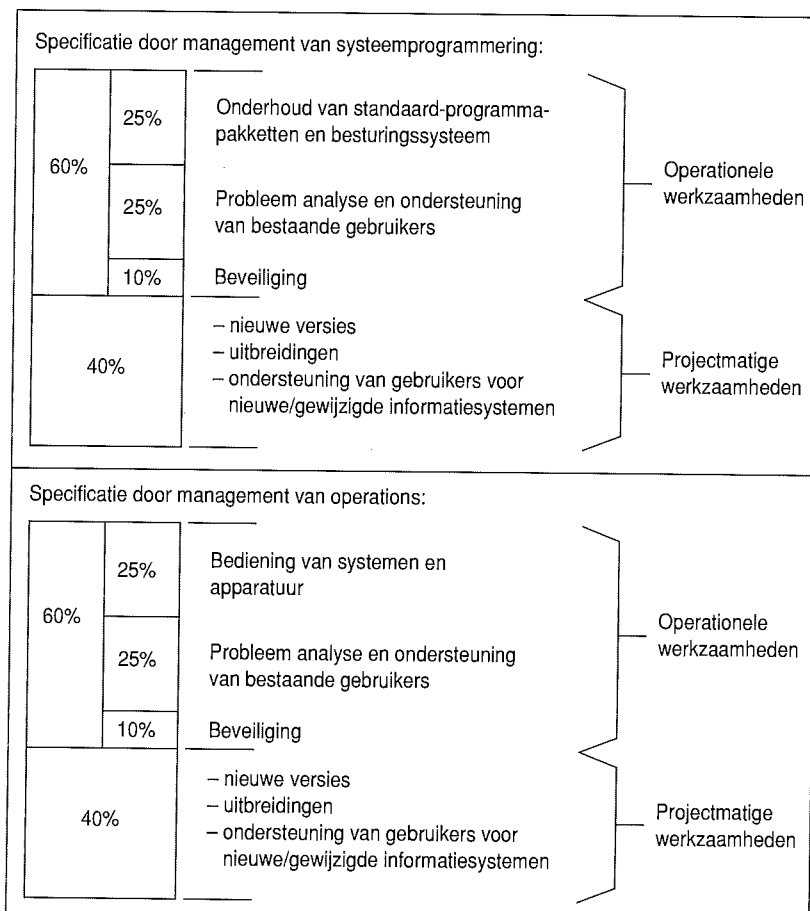 Specificatie door management van systeemprogrammering:
60%
25%
Onderhoud van standaard-programma-
pakketten en besturingssysteem
25%
Probleem analyse en ondersteuning
van bestaande gebruikers
10%
Beveiliging
Operationele
werkzaamheden
40%
– nieuwe versies
– uitbreidingen
– ondersteuning van gebruikers voor
nieuwe/gewijzigde informatiesystemen
Projectmatige
werkzaamheden
Specificatie door management van operations:
60%
25%
Bediening van systemen en
apparatuur
25%
Probleem analyse en ondersteuning
van bestaande gebruikers
10%
Beveiliging
Operationele
werkzaamheden
40%
– nieuwe versies
– uitbreidingen
– ondersteuning van gebruikers voor
nieuwe/gewijzigde informatiesystemen
Projectmatige
werkzaamheden